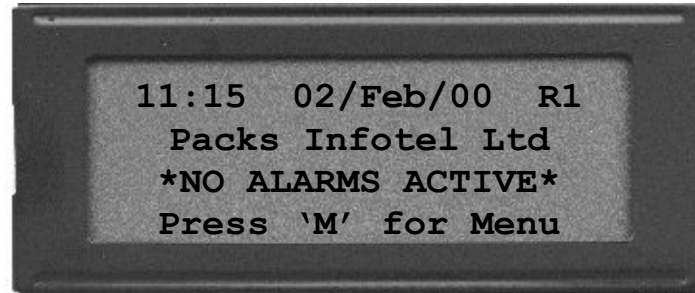 11:15 02/Feb/00 R1
Packs Infotel Ltd
*NO ALARMS ACTIVE*
Press ‘M’ for Menu